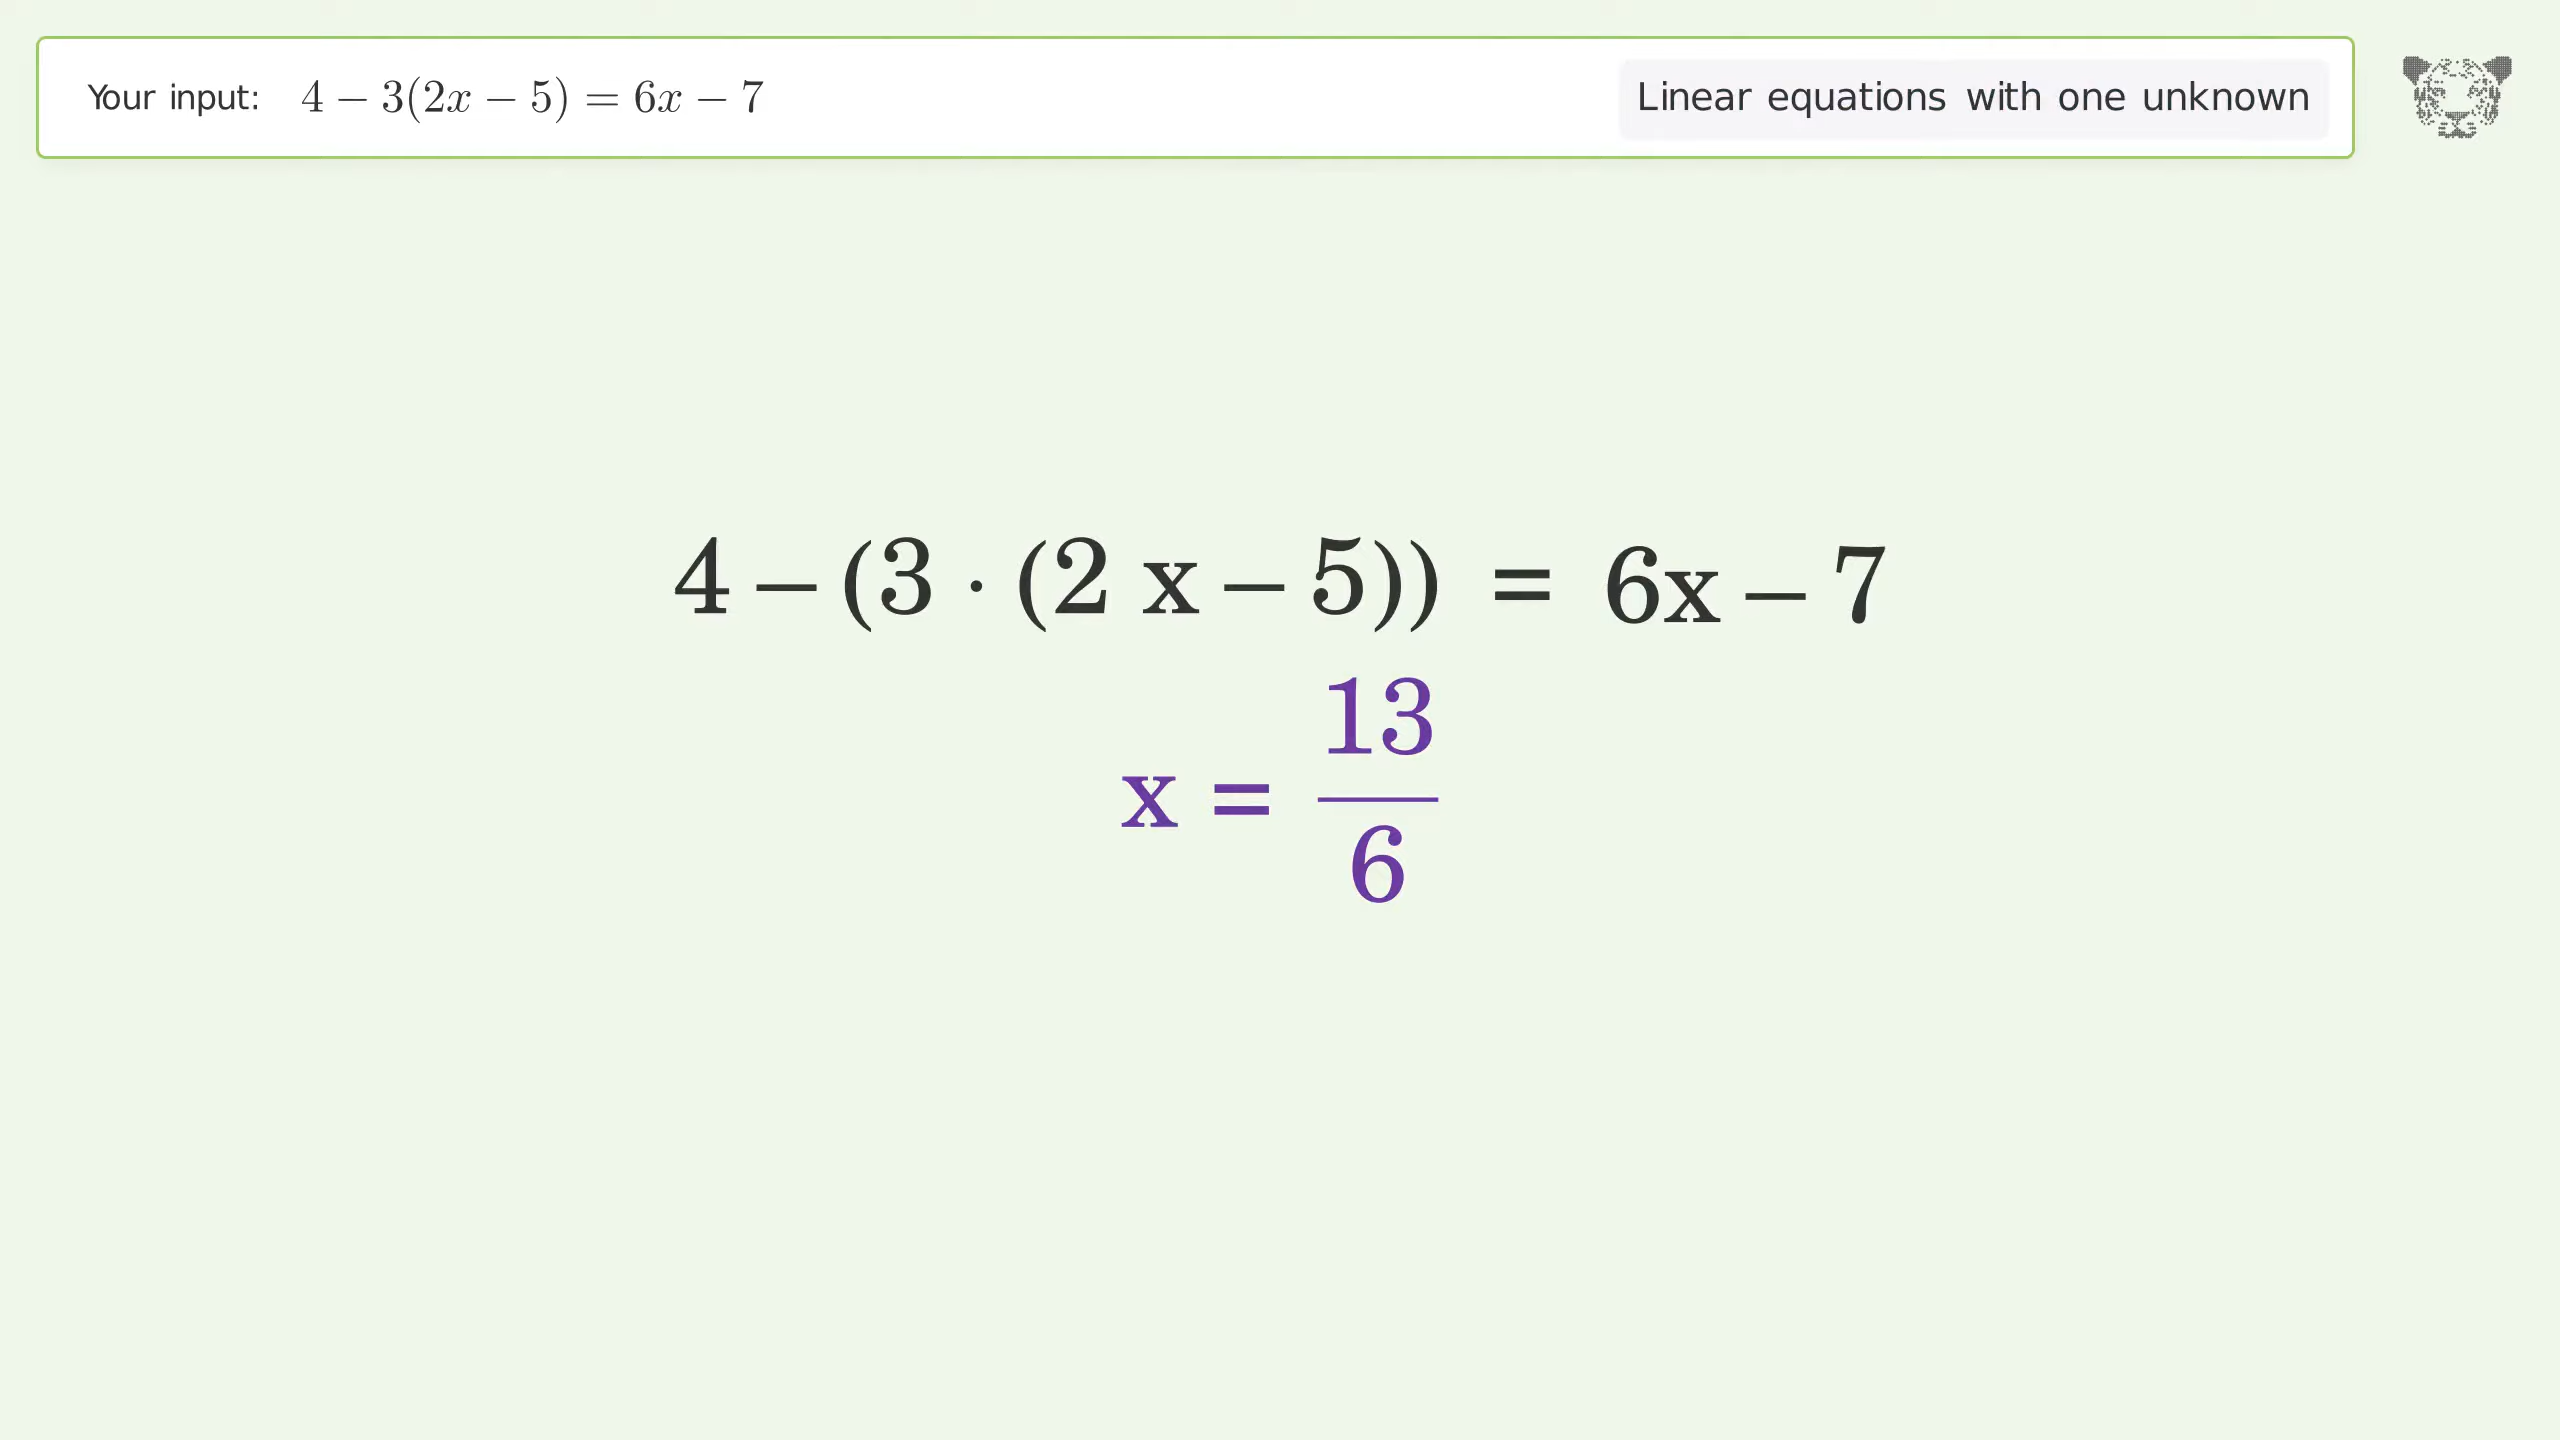 Your input: 4 − 3(2x − 5) = 6x − 7
Linear equations with one unknown
4 − (3 · (2 x − 5)) = 6x − 7
x = 13/6